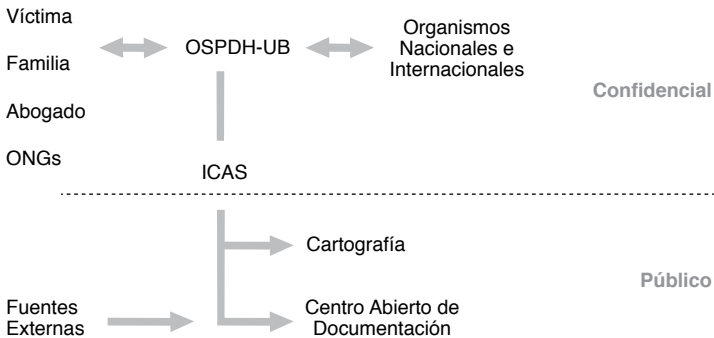 Víctima
Familia
Abogado
ONGs
OSPDH-UB
Organismos
Nacionales e
Internacionales
Confidencial
ICAS
Cartografía
Público
Fuentes
Externas
Centro Abierto de
Documentación